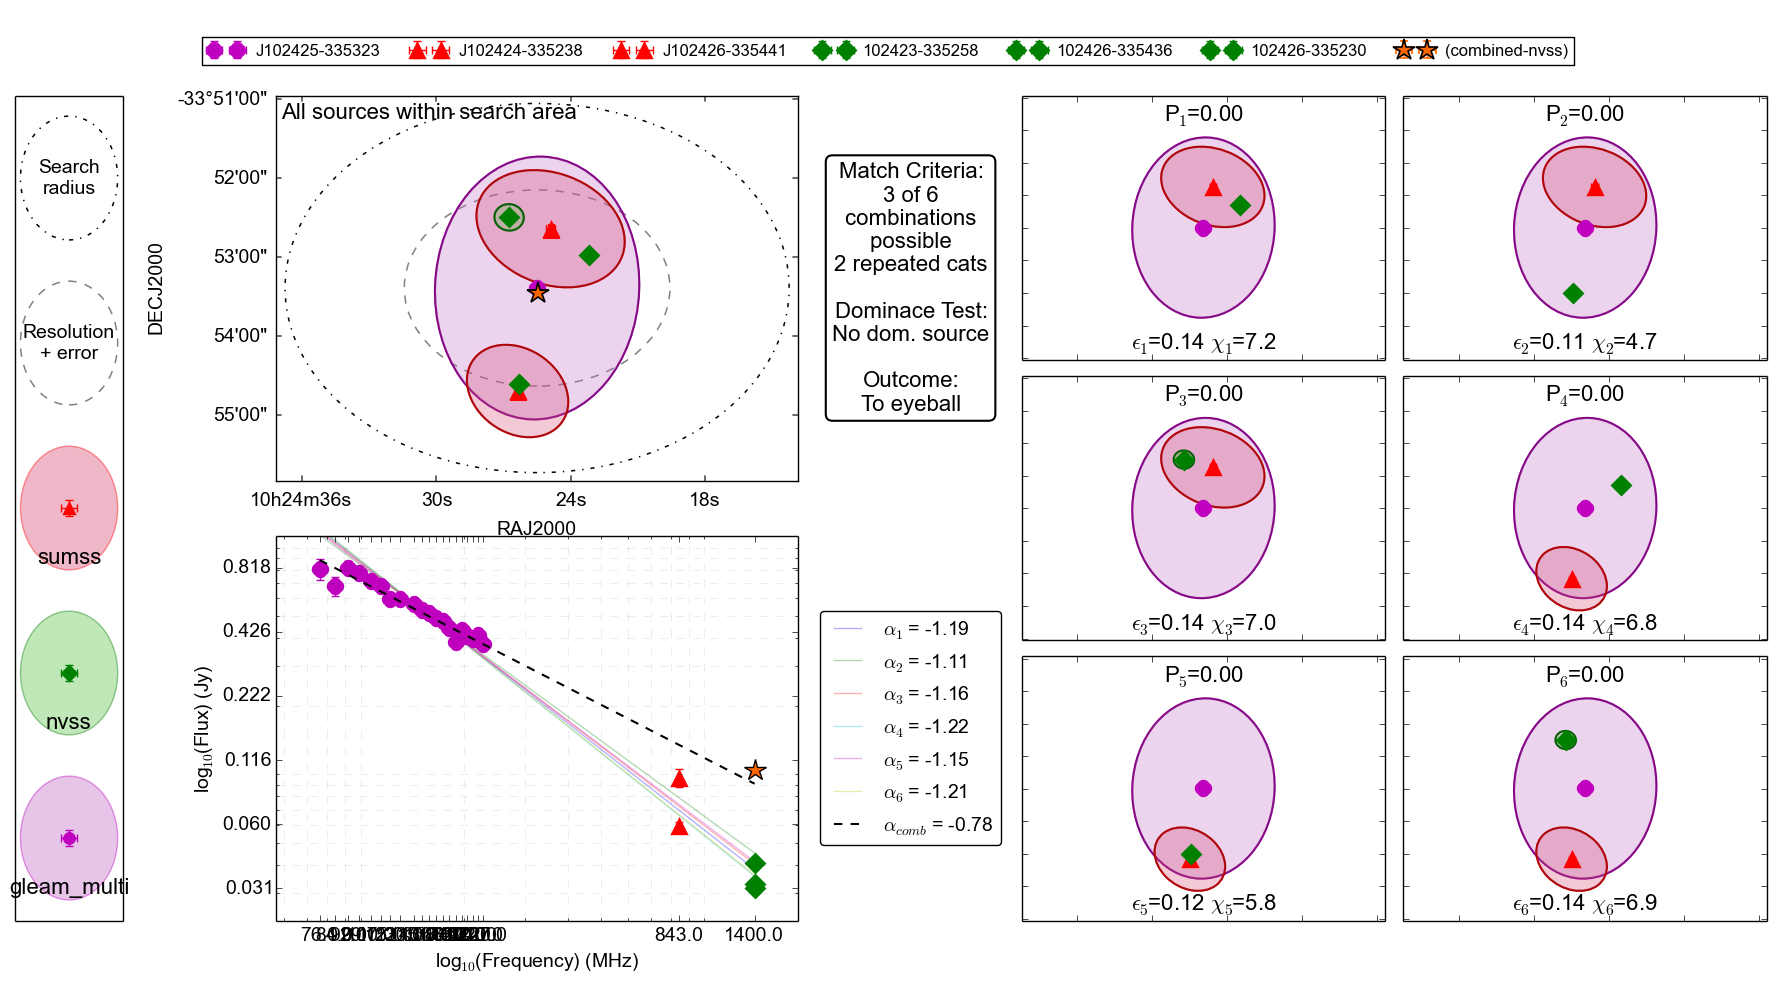 J102425-335323 J102424-335238 J102426-335441 102423-335258 102426-335436 102426-335230 (combined-nvss)
Search
radius
Resolution
+ error
sumss
nvss
gleam_multi
All sources within search area
DECJ2000
-33°51'00"
52'00"
53'00"
54'00"
55'00"
10h24m36s 30s 24s 18s
RAJ2000
Match Criteria:
3 of 6
combinations
possible
2 repeated cats
Dominace Test:
No dom. source
Outcome:
To eyeball
log10(Flux) (Jy)
0.818
0.426
0.222
0.116
0.060
0.031
843.0 1400.0
log10(Frequency) (MHz)
α1 = -1.19
α2 = -1.11
α3 = -1.16
α4 = -1.22
α5 = -1.15
α6 = -1.21
αcomb = -0.78
P1=0.00
ϵ1=0.14 χ1=7.2
P2=0.00
ϵ2=0.11 χ2=4.7
P3=0.00
ϵ3=0.14 χ3=7.0
P4=0.00
ϵ4=0.14 χ4=6.8
P5=0.00
ϵ5=0.12 χ5=5.8
P6=0.00
ϵ6=0.14 χ6=6.9